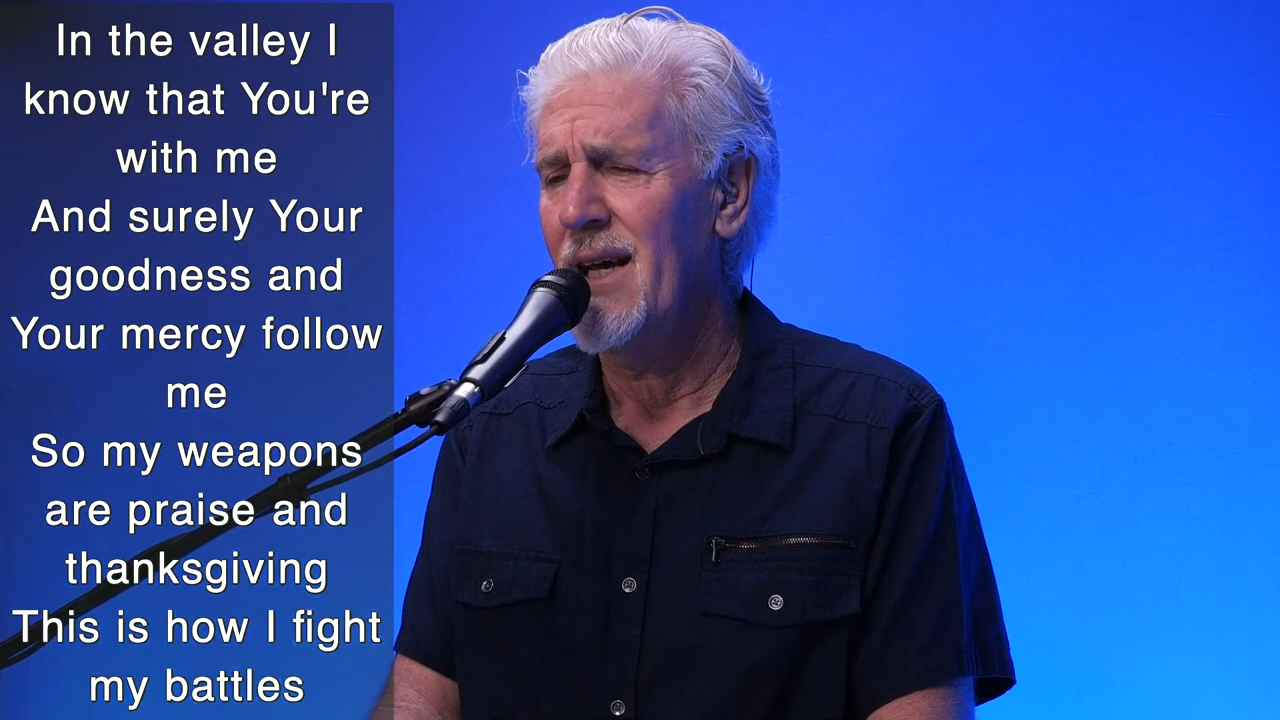 In the valley I
know that You're
with me
And surely Your
goodness and
Your mercy follow
me
So my weapons
are praise and
thanksgiving
This is how I fight
my battles